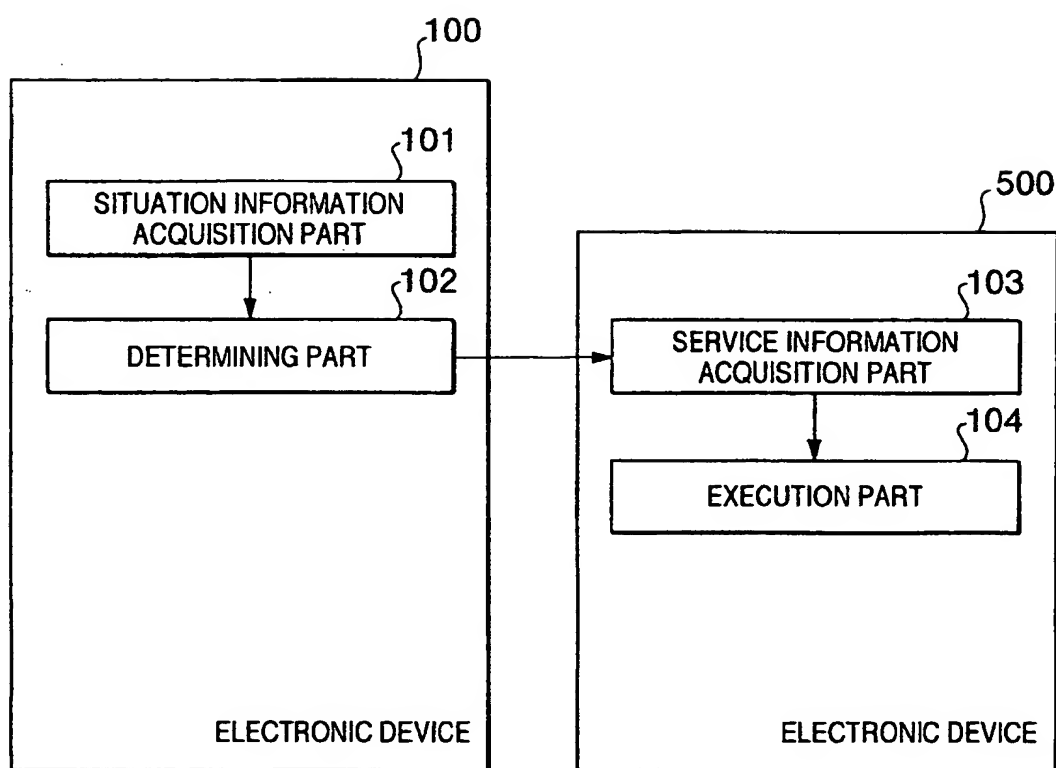 100
101
SITUATION INFORMATION
ACQUISITION PART
102
DETERMINING PART
ELECTRONIC DEVICE
500
103
SERVICE INFORMATION
ACQUISITION PART
104
EXECUTION PART
ELECTRONIC DEVICE